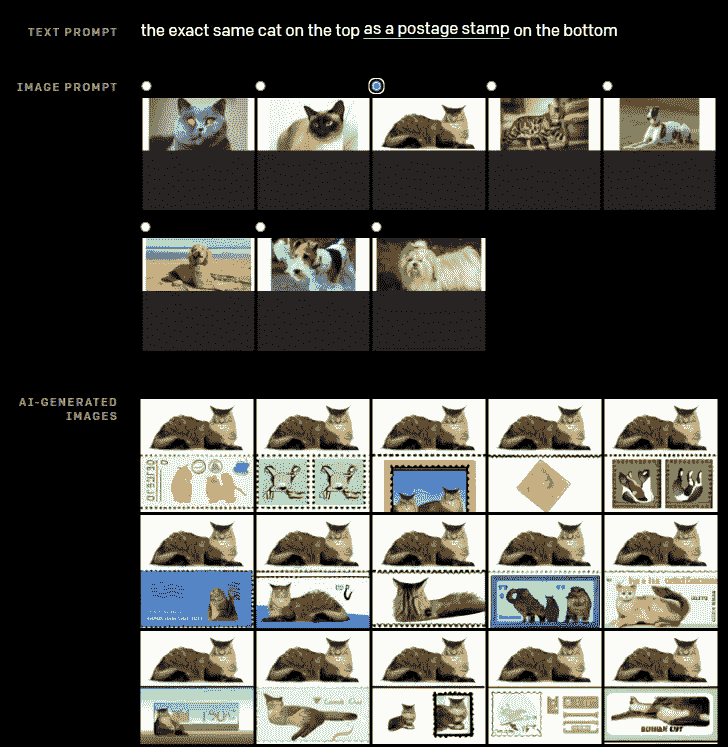 TEXT PROMPT
the exact same cat on the top as a postage stamp on the bottom
IMAGE PROMPT
AI-GENERATED
IMAGES